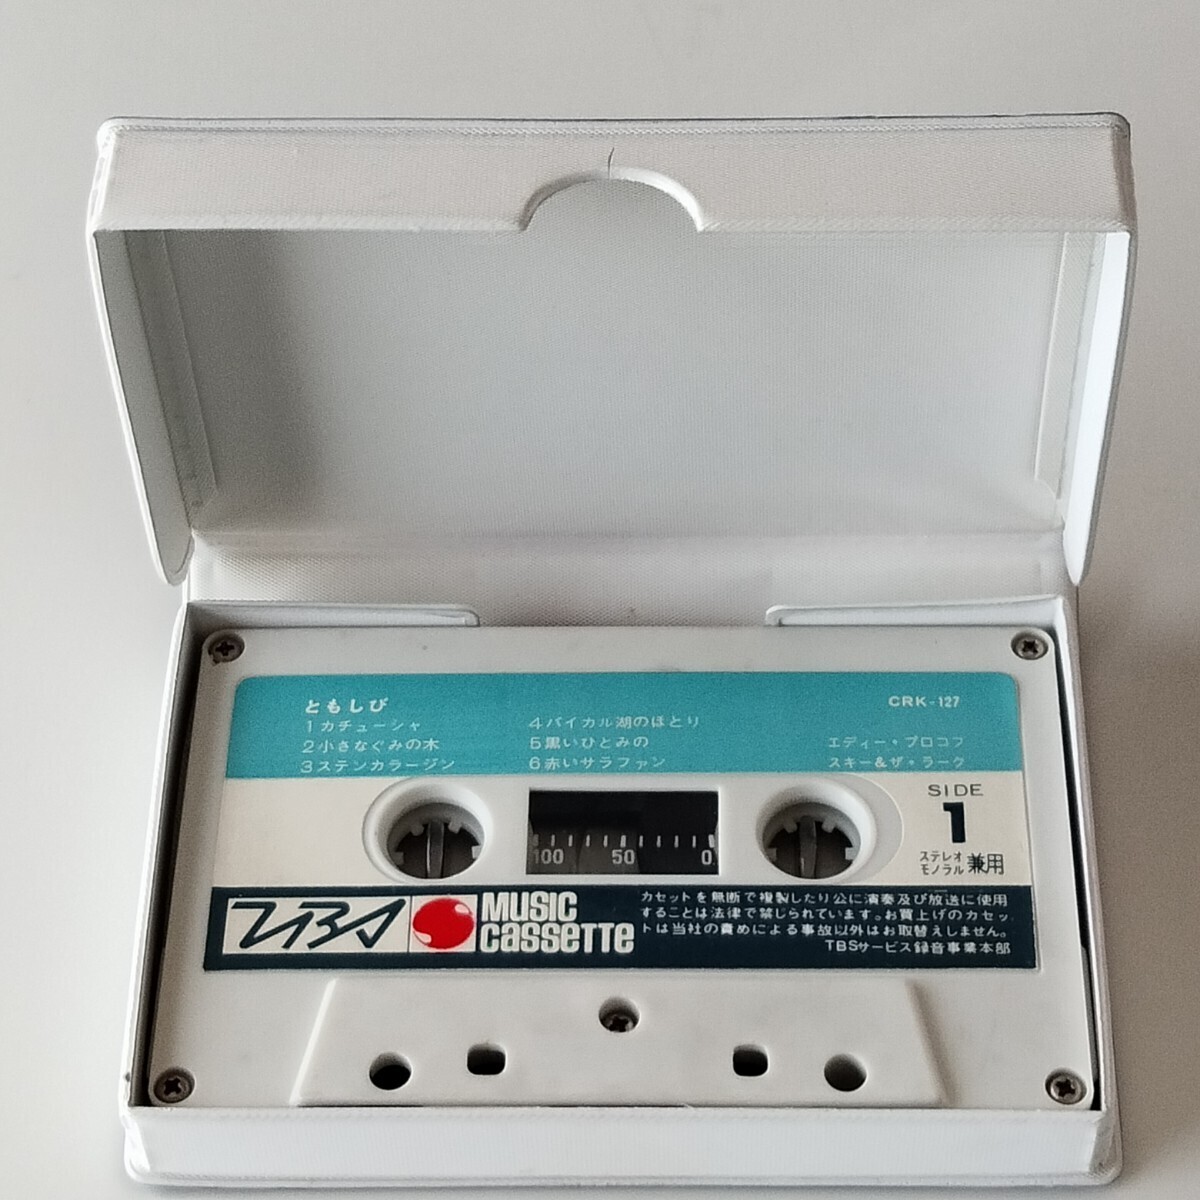 ともしび
1 カチューシャ
2 小さなぐみの木
3 ステンカラージン
4 バイカル湖のほとり
5 黒いひとみの
6 赤いサラファン
CRK-127
エディー・プロコフ
スキー&ザ・ラーク
SIDE
1
ステレオ
モノラル 兼用
100 50 0
TBS
MUSIC
CASSETTE
カセットを無断で複製したり公に演奏及び放送に使用
することは法律で禁じられています。お買上げのカセッ
トは当社の責めによる事故以外はお取替えしません。
TBSサービス録音事業本部